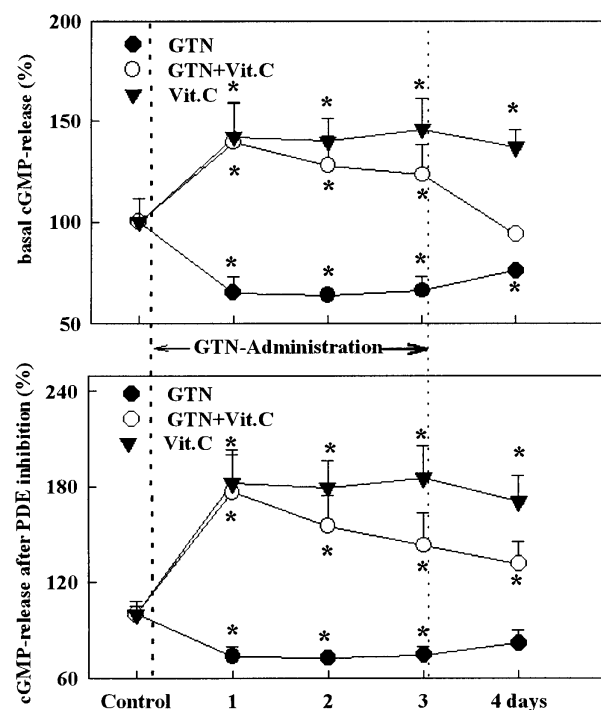 basal cGMP-release (%)
200
150
100
50
GTN
GTN+Vit.C
Vit.C
* * * *
* * *
* * * *
GTN-Administration
cGMP-release after PDE inhibition (%)
240
180
120
60
GTN
GTN+Vit.C
Vit.C
* * * *
* * * *
* * *
Control 1 2 3 4 days